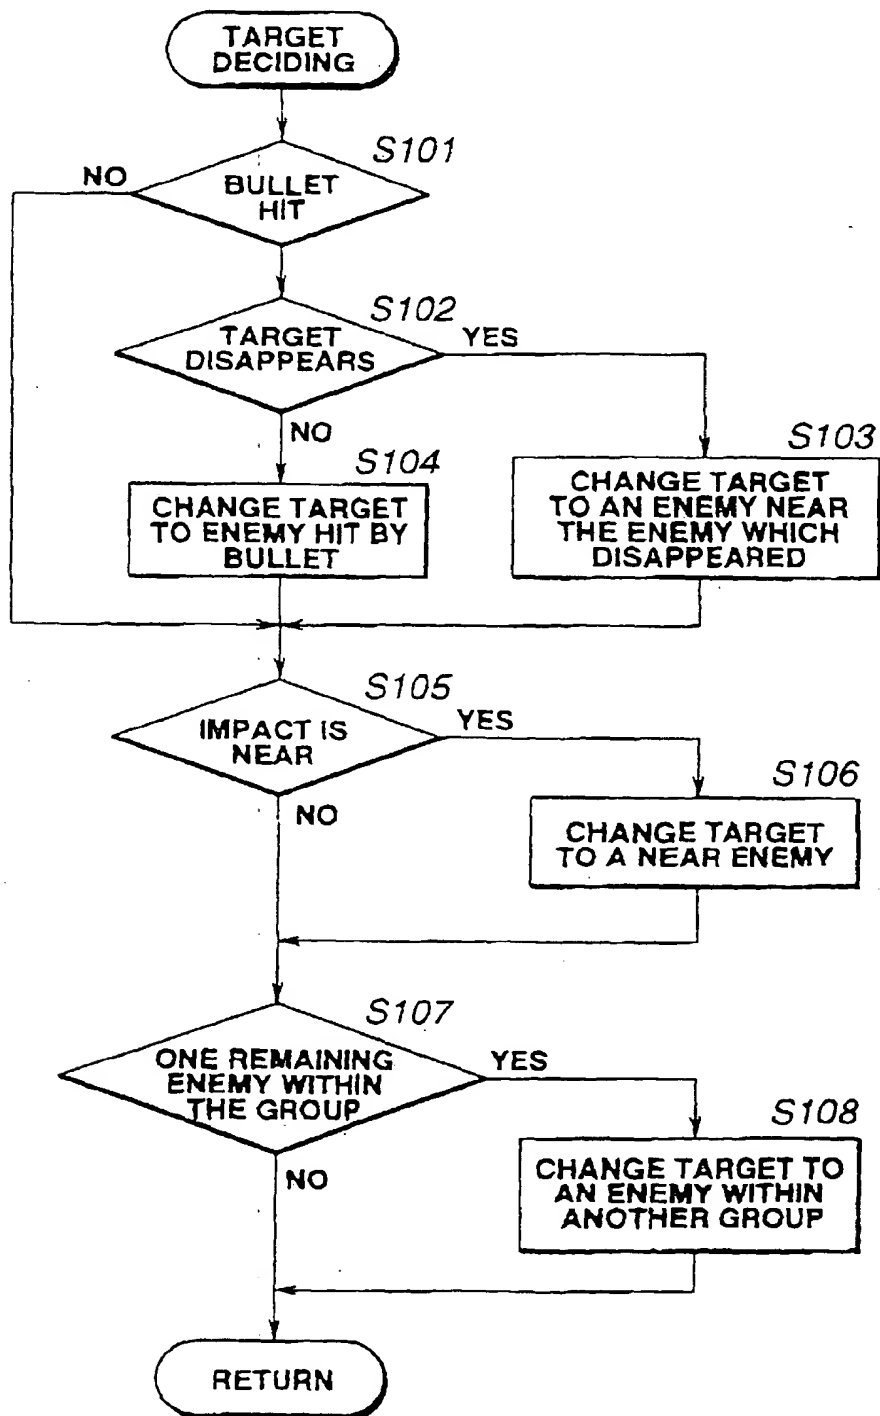 TARGET
DECIDING
S101
NO
BULLET
HIT
S102
TARGET
DISAPPEARS
YES
NO
S103
S104
CHANGE TARGET
TO ENEMY HIT BY
BULLET
CHANGE TARGET
TO AN ENEMY NEAR
THE ENEMY WHICH
DISAPPEARED
S105
IMPACT IS
NEAR
YES
S106
NO
CHANGE TARGET
TO A NEAR ENEMY
S107
ONE REMAINING
ENEMY WITHIN
THE GROUP
YES
S108
NO
CHANGE TARGET TO
AN ENEMY WITHIN
ANOTHER GROUP
RETURN